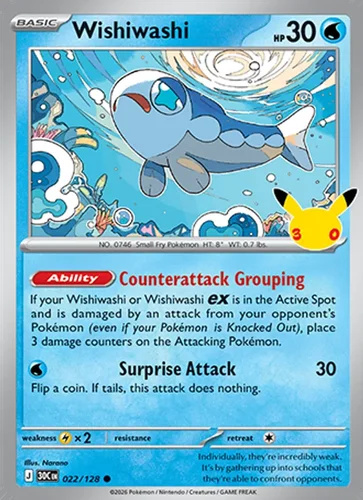 BASIC
Wishiwashi
HP 30
NO. 0746 Small Fry Pokémon HT: 8" WT: 0.7 lbs.
30
Ability Counterattack Grouping
If your Wishiwashi or Wishiwashi ex is in the Active Spot
and is damaged by an attack from your opponent's
Pokémon (even if your Pokémon is Knocked Out), place
3 damage counters on the Attacking Pokémon.
Surprise Attack 30
Flip a coin. If tails, this attack does nothing.
weakness ×2 resistance retreat
Illus. Narano
J 30C EN 022/128
Individually, they're incredibly weak.
It's by gathering up into schools that
they're able to confront opponents.
©2026 Pokémon / Nintendo / Creatures / GAME FREAK